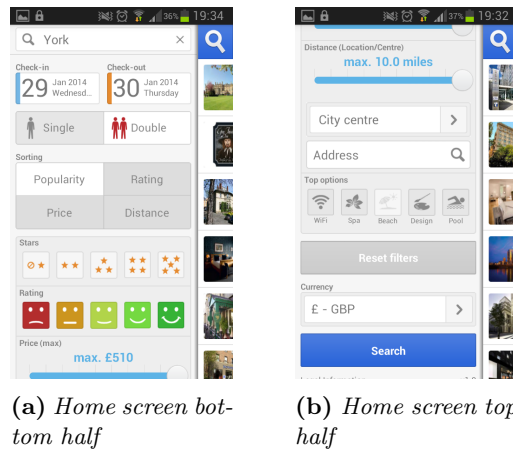 36% 19:34
York ×
Check-in Check-out
29 Jan 2014 Wednesd... 30 Jan 2014 Thursday
Single Double
Sorting
Popularity Rating
Price Distance
Stars
Rating
Price (max)
max. £510
(a) Home screen bot-
tom half
37% 19:32
Distance (Location/Centre)
max. 10.0 miles
City centre >
Address
Top options
WiFi Spa Beach Design Pool
Reset filters
Currency
£ - GBP >
Search
(b) Home screen top
half